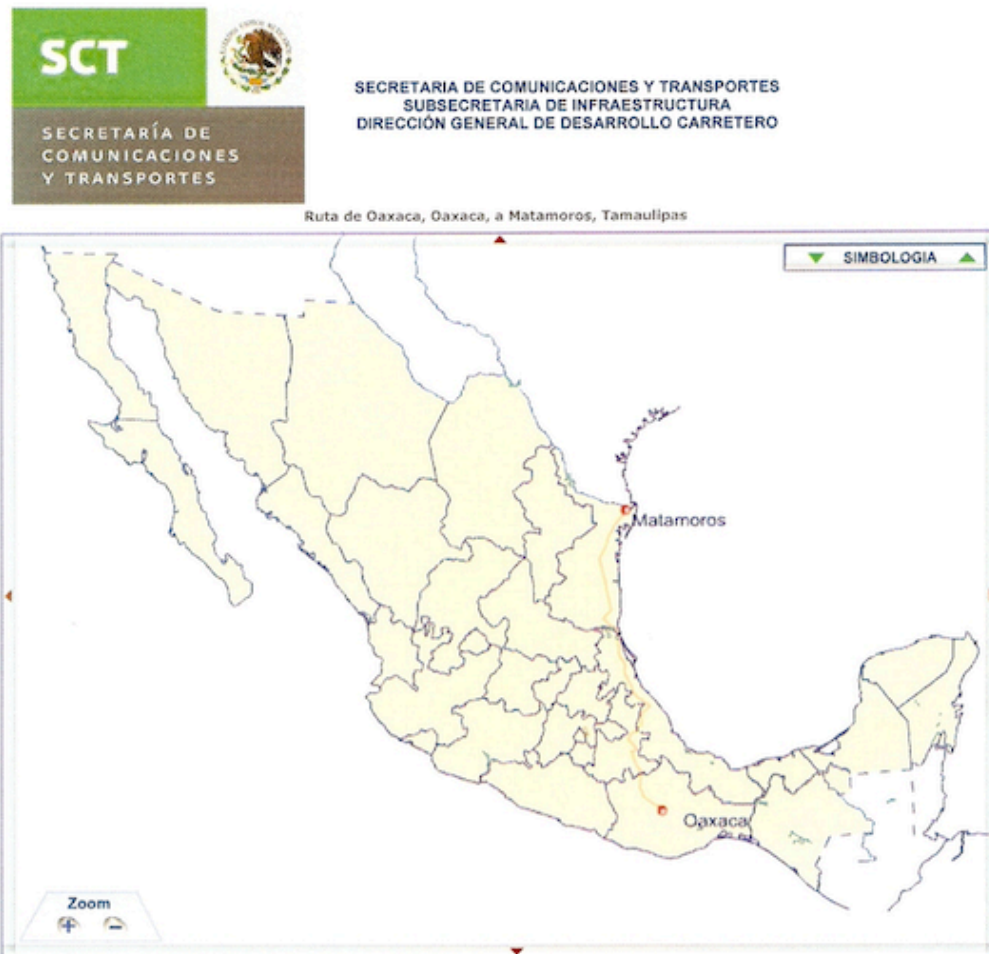 SCT
SECRETARÍA DE
COMUNICACIONES
Y TRANSPORTES
SECRETARIA DE COMUNICACIONES Y TRANSPORTES
SUBSECRETARIA DE INFRAESTRUCTURA
DIRECCIÓN GENERAL DE DESARROLLO CARRETERO
Ruta de Oaxaca, Oaxaca, a Matamoros, Tamaulipas
SIMBOLOGIA
Matamoros
Oaxaca
Zoom